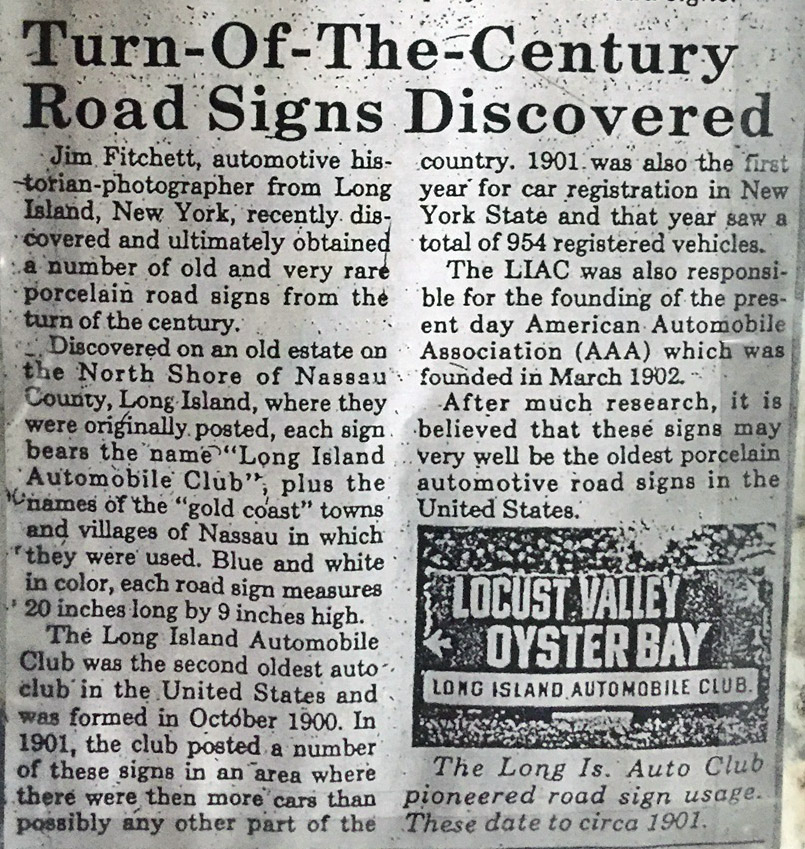 Turn-Of-The-Century
Road Signs Discovered
Jim Fitchett, automotive his-
torian-photographer from Long
Island, New York, recently dis-
covered and ultimately obtained
a number of old and very rare
porcelain road signs from the
turn of the century.
Discovered on an old estate on
the North Shore of Nassau
County, Long Island, where they
were originally posted, each sign
bears the name "Long Island
Automobile Club", plus the
names of the "gold coast" towns
and villages of Nassau in which
they were used. Blue and white
in color, each road sign measures
20 inches long by 9 inches high.
The Long Island Automobile
Club was the second oldest auto
club in the United States and
was formed in October 1900. In
1901, the club posted a number
of these signs in an area where
there were then more cars than
possibly any other part of the
country. 1901 was also the first
year for car registration in New
York State and that year saw a
total of 954 registered vehicles.
The LIAC was also responsi-
ble for the founding of the pres-
ent day American Automobile
Association (AAA) which was
founded in March 1902.
After much research, it is
believed that these signs may
very well be the oldest porcelain
automotive road signs in the
United States.
LOCUST VALLEY
OYSTER BAY
LONG ISLAND AUTOMOBILE CLUB.
The Long Is. Auto Club
pioneered road sign usage.
These date to circa 1901.